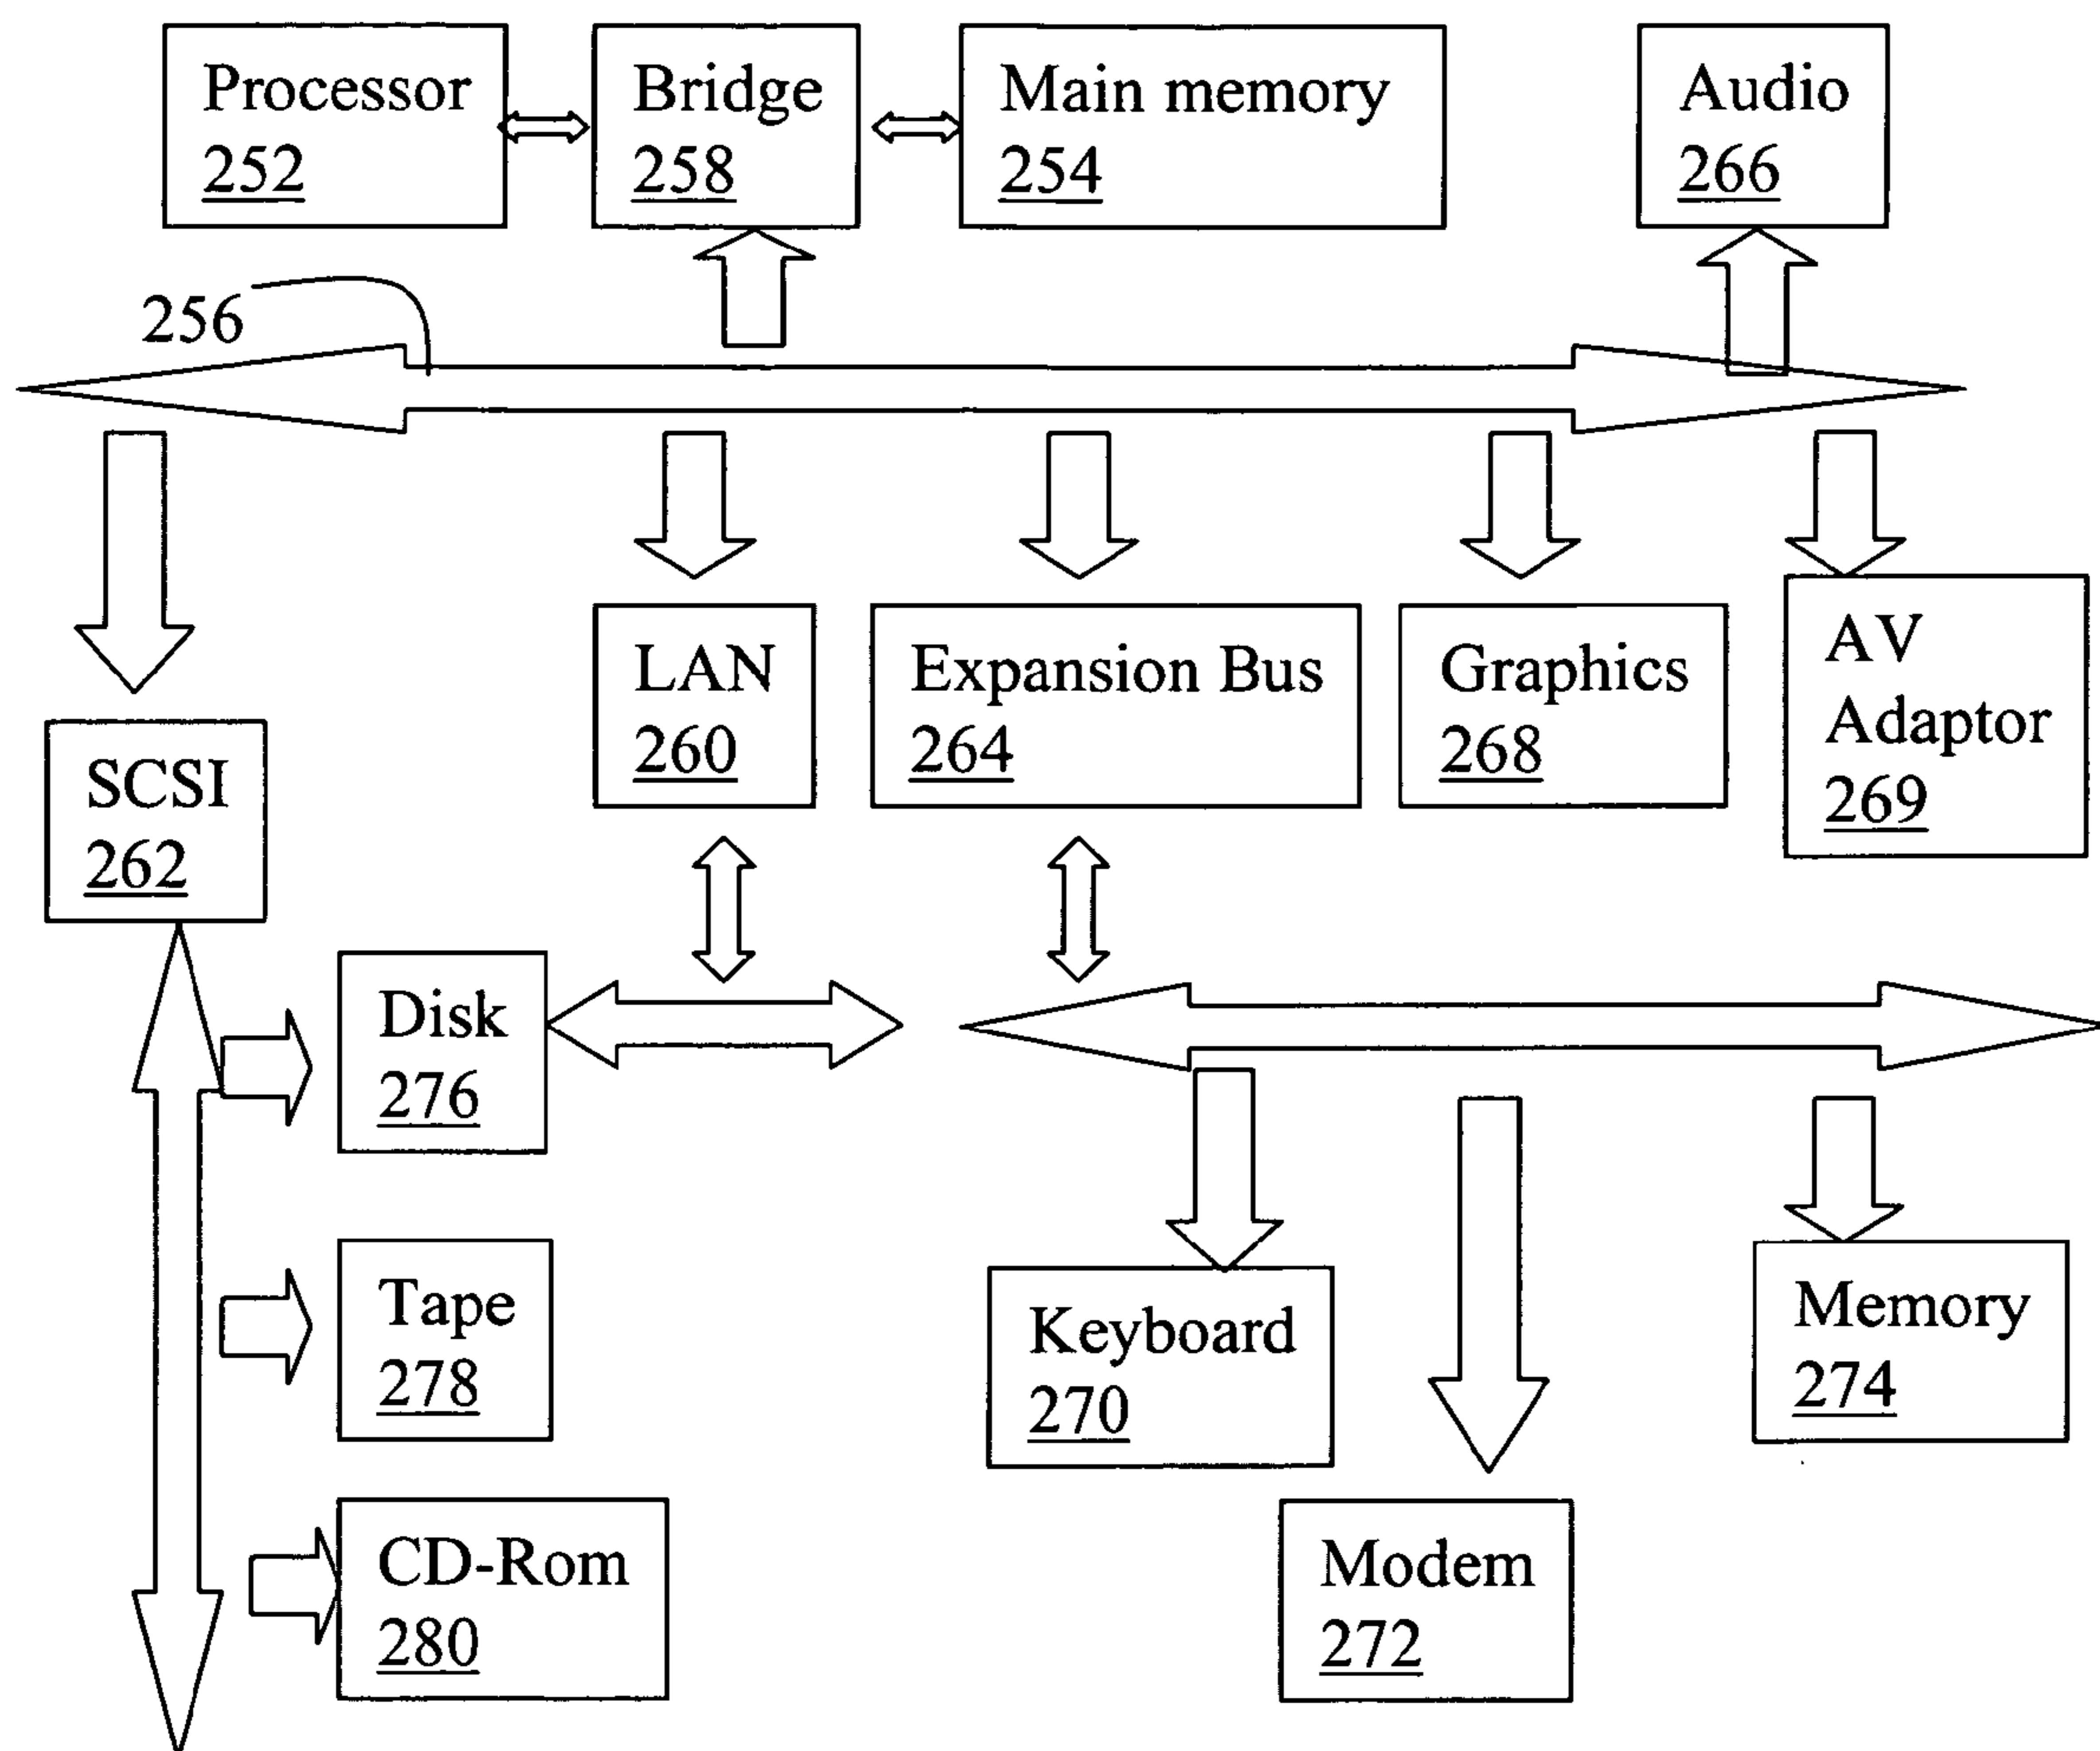 Processor
252
Bridge
258
Main memory
254
Audio
266
256
LAN
260
Expansion Bus
264
Graphics
268
AV
Adaptor
269
SCSI
262
Disk
276
Tape
278
Keyboard
270
Memory
274
CD-Rom
280
Modem
272